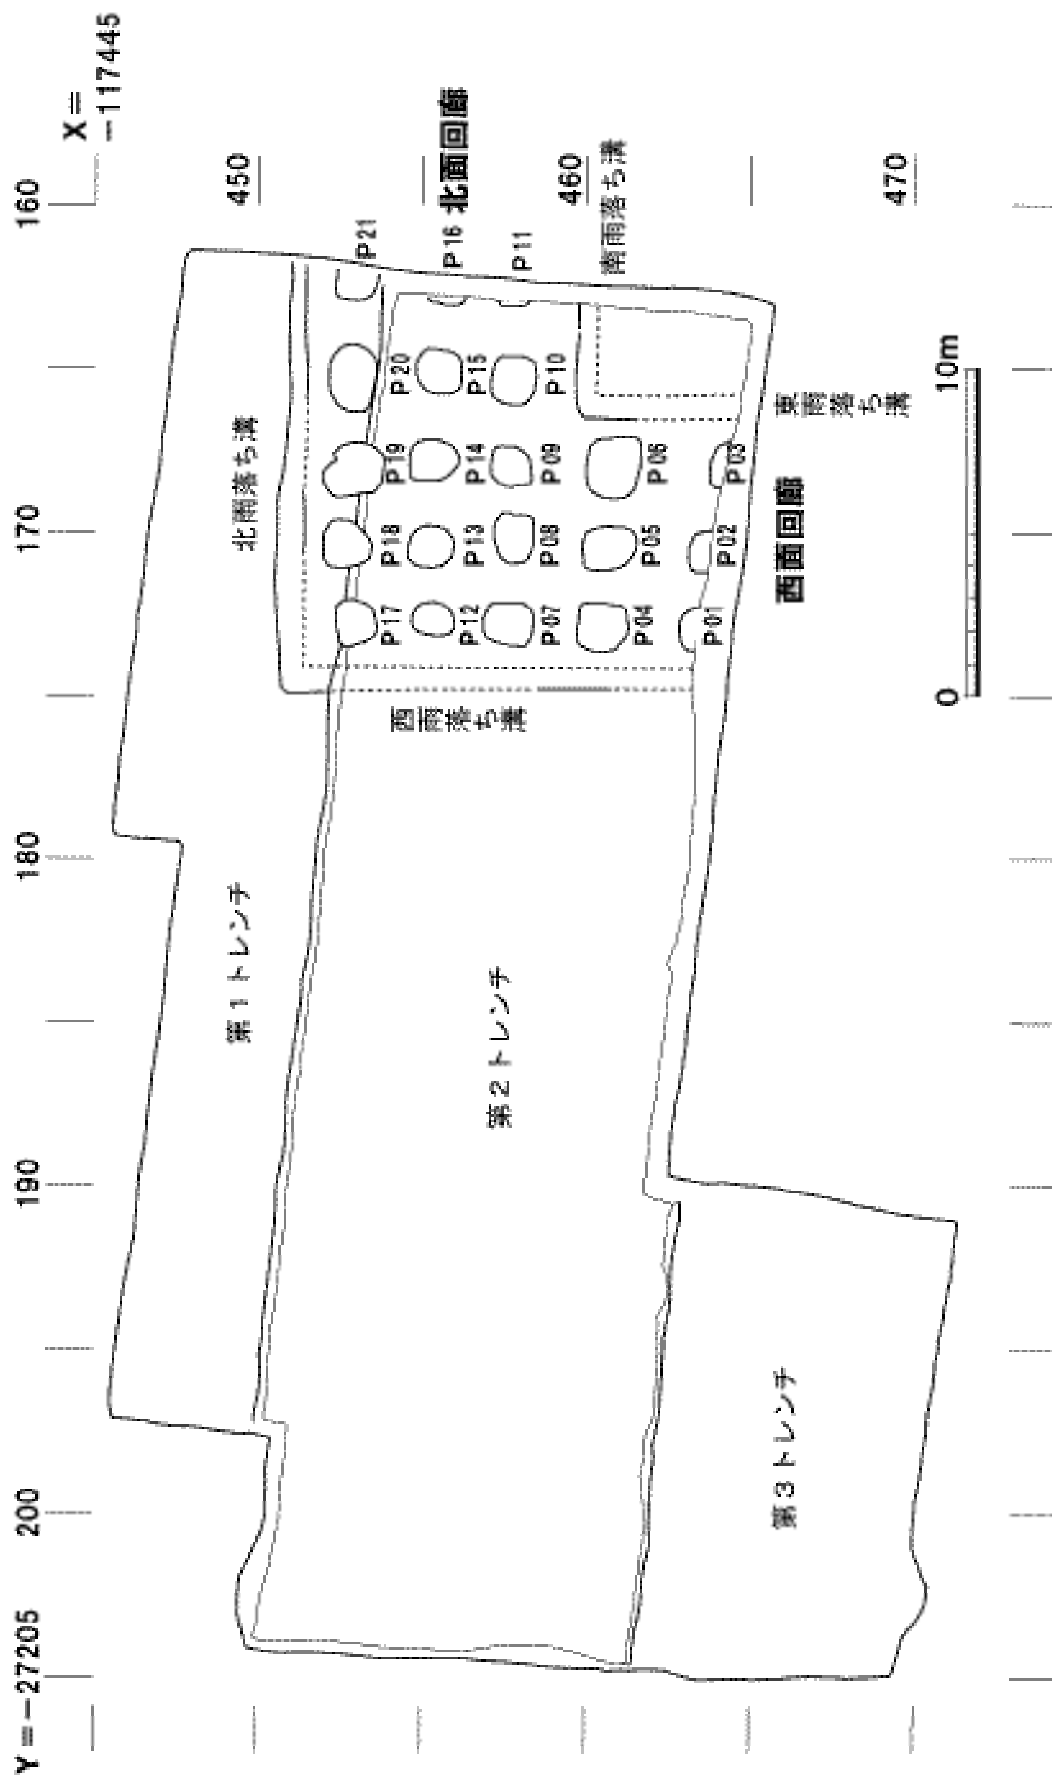 Y=-27205
200
190
180
170
160
X=
-117445
450
460
470
北面回廊
西面回廊
北雨落ち溝
南雨落ち溝
東雨落ち溝
西雨落ち溝
第1トレンチ
第2トレンチ
第3トレンチ
P17
P18
P19
P20
P21
P12
P13
P14
P15
P16
P07
P08
P09
P10
P11
P04
P05
P06
P01
P02
P03
0
10m